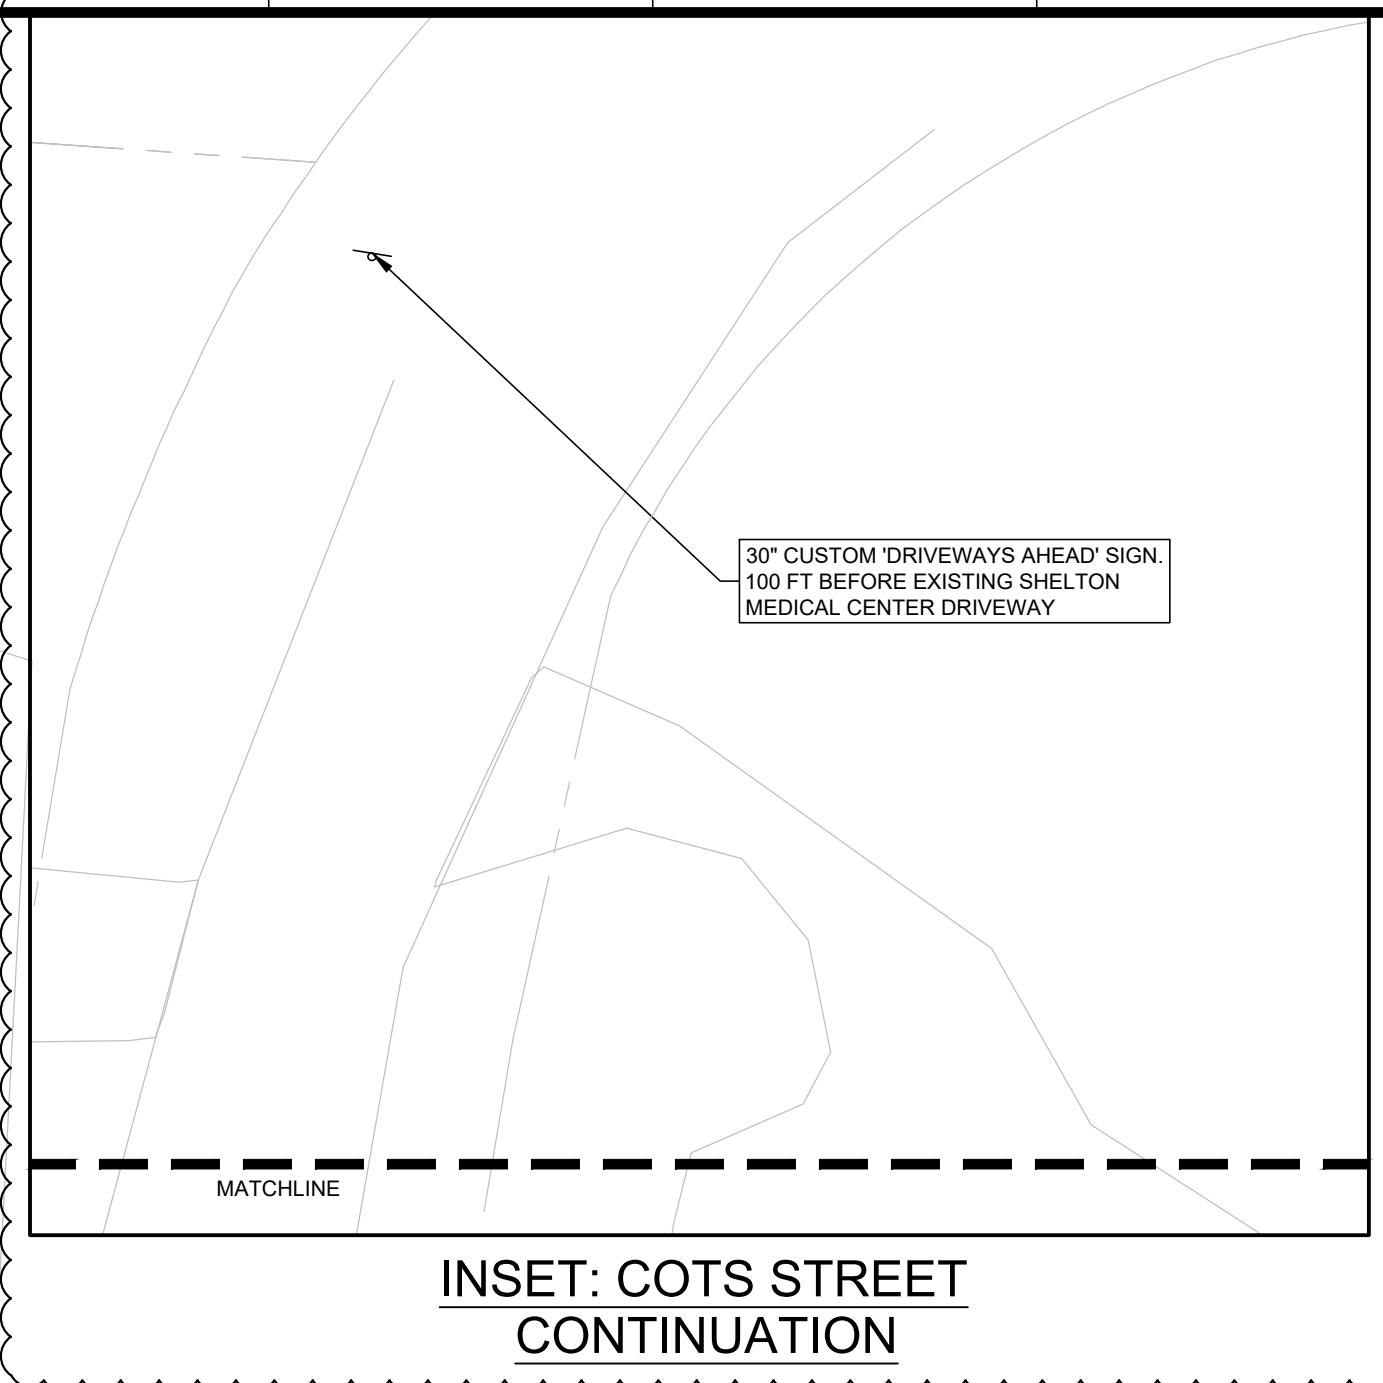 30" CUSTOM 'DRIVEWAYS AHEAD' SIGN.
100 FT BEFORE EXISTING SHELTON
MEDICAL CENTER DRIVEWAY
MATCHLINE
INSET: COTS STREET
CONTINUATION